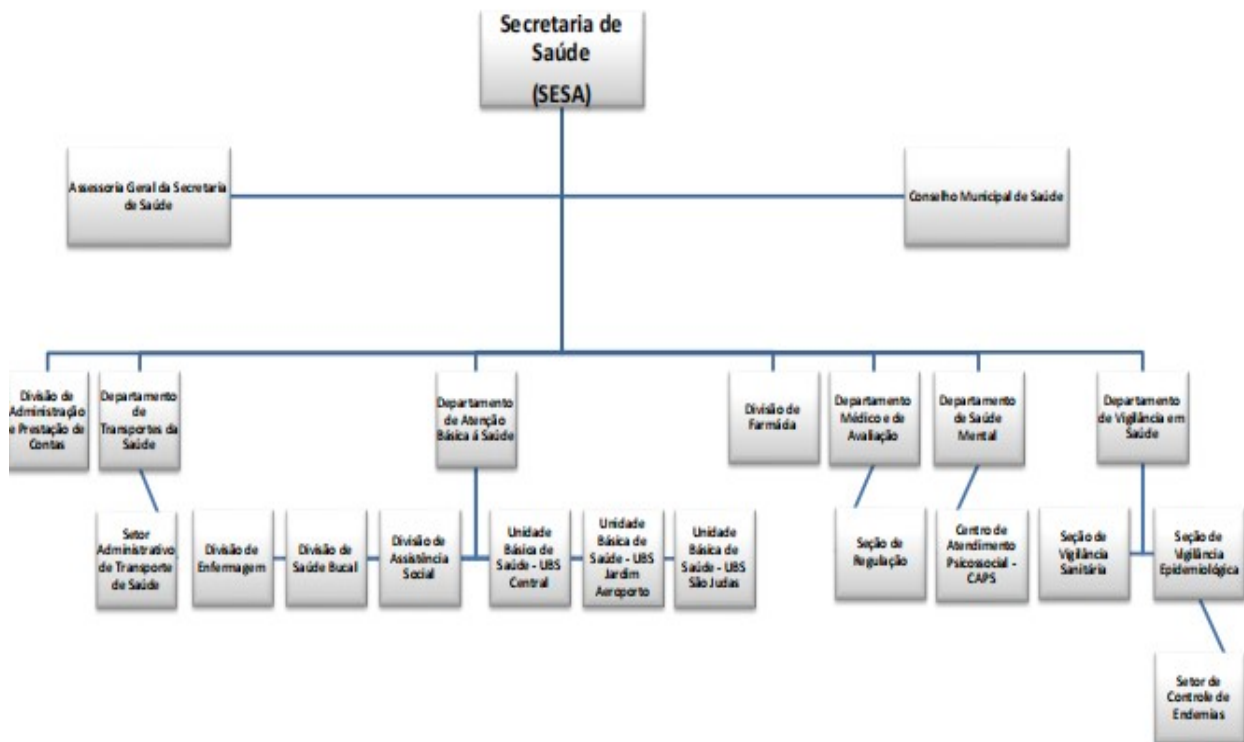 Secretaria de
Saúde
(SESA)
Assessoria Geral da Secretaria
de Saúde
Conselho Municipal de Saúde
Divisão de
Administração
e Prestação de
Contas
Departamento
de
Transportes da
Saúde
Departamento
de Atenção
Básica á Saúde
Divisão de
Farmácia
Departamento
Médico e de
Avaliação
Departamento
de Saúde
Mental
Departamento
de Vigilância em
Saúde
Setor
Administrativo
de Transporte
de Saúde
Divisão de
Enfermagem
Divisão de
Saúde Bucal
Divisão de
Assistência
Social
Unidade
Básica de
Saúde - UBS
Central
Unidade
Básica de
Saúde - UBS
Jardim
Aeroporto
Unidade
Básica de
Saúde - UBS
São Judas
Seção de
Regulação
Centro de
Atendimento
Psicossocial -
CAPS
Seção de
Vigilância
Sanitária
Seção de
Vigilância
Epidemiológica
Setor de
Controle de
Endemias